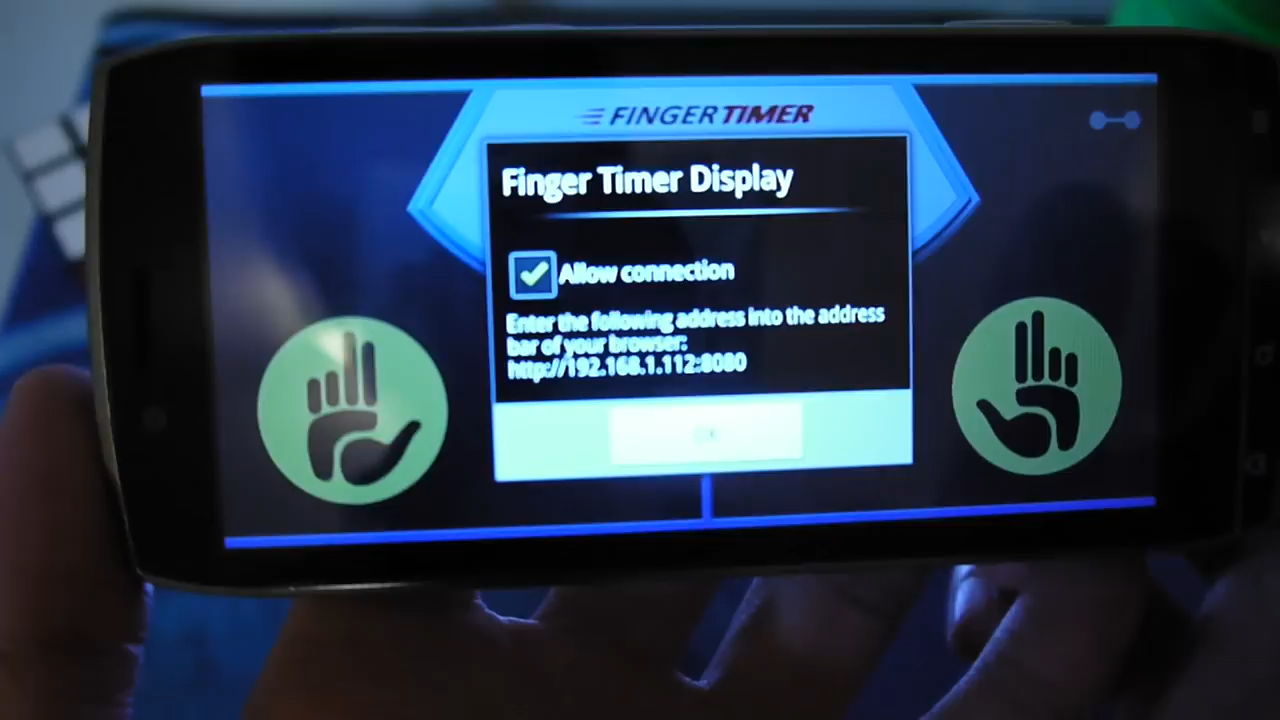 FINGERTIMER
Finger Timer Display
Allow connection
Enter the following address into the address
bar of your browser:
http://192.168.1.112:8080